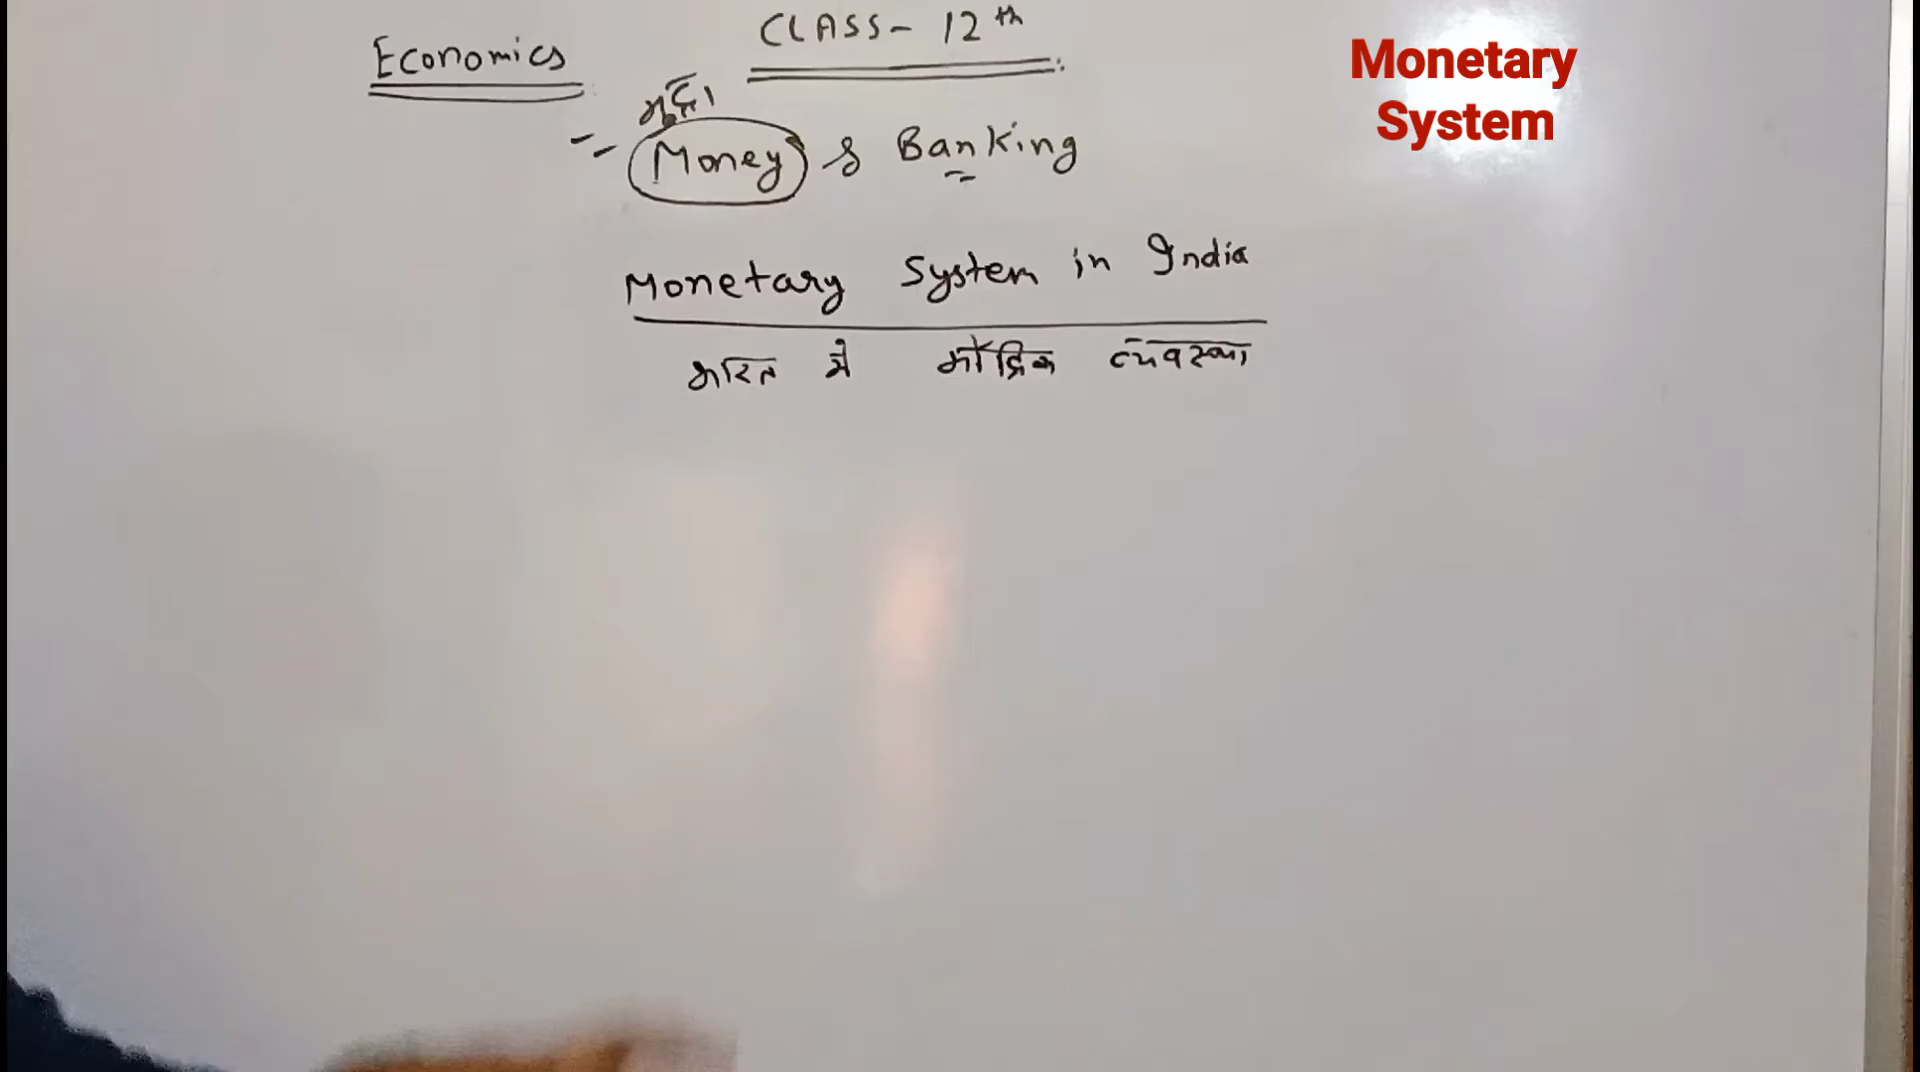 CLASS- 12th
Economics
मुद्रा
Money & Banking
Monetary System in India
भारत मे मौद्रिक व्यवस्था
Monetary
System